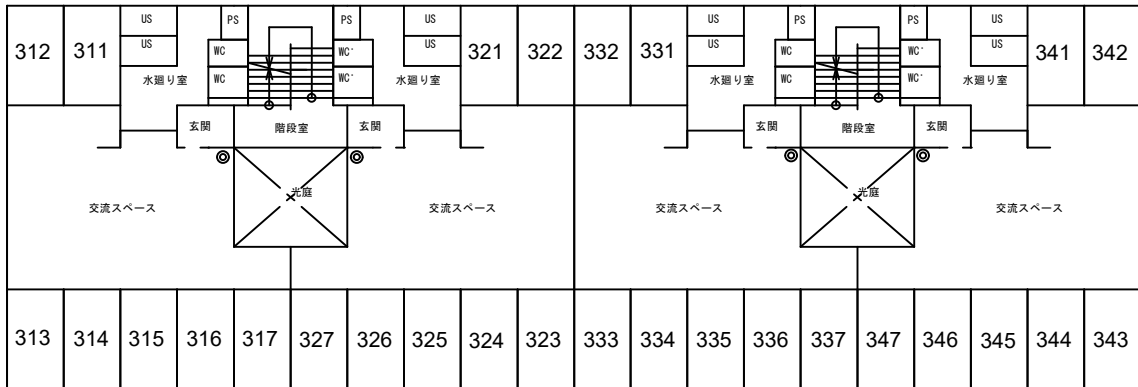 US PS PS US US PS PS US
312 311 US WC WC' US 321 322 332 331 US WC WC' US 341 342
水廻り室 WC WC' 水廻り室 水廻り室 WC WC' 水廻り室
玄関 階段室 玄関 玄関 階段室 玄関
光庭 光庭
交流スペース 交流スペース 交流スペース 交流スペース
313 314 315 316 317 327 326 325 324 323 333 334 335 336 337 347 346 345 344 343